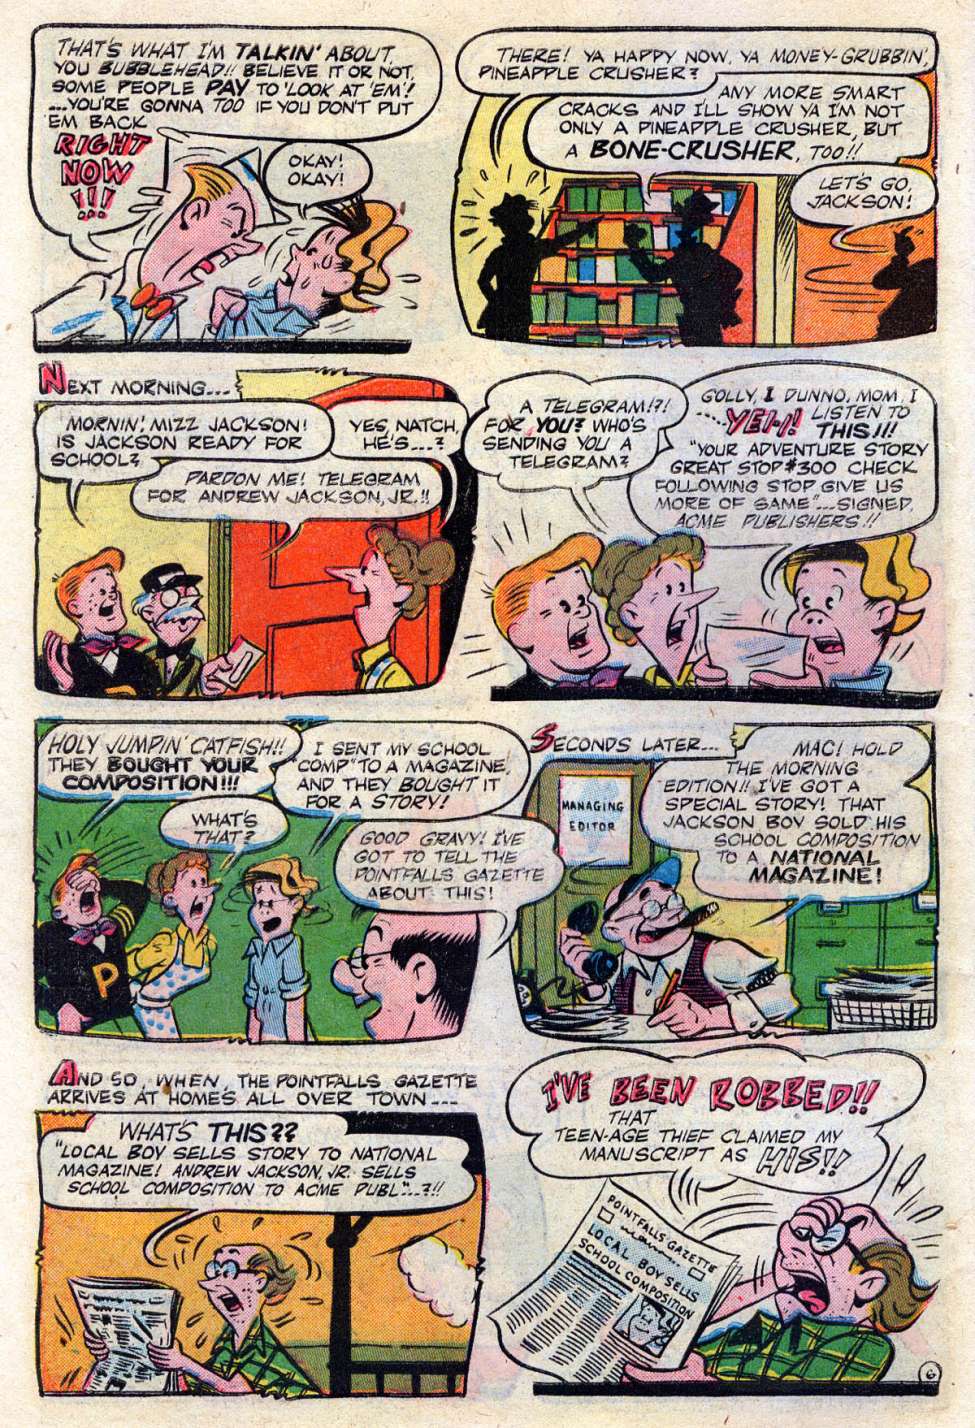 THAT'S WHAT I'M TALKIN' ABOUT,
YOU BUBBLEHEAD!! BELIEVE IT OR NOT,
SOME PEOPLE PAY TO 'LOOK AT 'EM'!
...YOU'RE GONNA TOO IF YOU DON'T PUT
'EM BACK
RIGHT
NOW
!!!
OKAY!
OKAY!
THERE! YA HAPPY NOW, YA MONEY-GRUBBIN',
PINEAPPLE CRUSHER?
ANY MORE SMART
CRACKS AND I'LL SHOW YA I'M NOT
ONLY A PINEAPPLE CRUSHER, BUT
A BONE-CRUSHER, TOO!!
LET'S GO,
JACKSON!
NEXT MORNING...
MORNIN', MIZZ JACKSON!
IS JACKSON READY FOR
SCHOOL?
YES, NATCH,
HE'S...?
PARDON ME! TELEGRAM
FOR ANDREW JACKSON, JR.!!
A TELEGRAM!?!
FOR YOU? WHO'S
SENDING YOU A
TELEGRAM?
GOLLY, I DUNNO, MOM, I
....YEH-I! LISTEN TO
THIS!!!
"YOUR ADVENTURE STORY
GREAT STOP $300 CHECK
FOLLOWING STOP GIVE US
MORE OF SAME"...SIGNED,
ACME PUBLISHERS!!
HOLY JUMPIN' CATFISH!!
THEY BOUGHT YOUR
COMPOSITION!!!
WHAT'S
THAT?
I SENT MY SCHOOL
"COMP" TO A MAGAZINE,
AND THEY BOUGHT IT
FOR A STORY!
GOOD GRAVY! I'VE
GOT TO TELL THE
POINTFALLS GAZETTE
ABOUT THIS!
P
SECONDS LATER...
MANAGING
EDITOR
MAC! HOLD
THE MORNING
EDITION!! I'VE GOT A
SPECIAL STORY! THAT
JACKSON BOY SOLD HIS
SCHOOL COMPOSITION
TO A NATIONAL
MAGAZINE!
AND SO, WHEN THE POINTFALLS GAZETTE
ARRIVES AT HOMES ALL OVER TOWN...
WHAT'S THIS??
"LOCAL BOY SELLS STORY TO NATIONAL
MAGAZINE! ANDREW JACKSON, JR. SELLS
SCHOOL COMPOSITION TO ACME PUBL"...?!!
I'VE BEEN ROBBED!!
THAT
TEEN-AGE THIEF CLAIMED MY
MANUSCRIPT AS HIS!!
POINTFALLS GAZETTE
LOCAL BOY SELLS
SCHOOL COMPOSITION
6